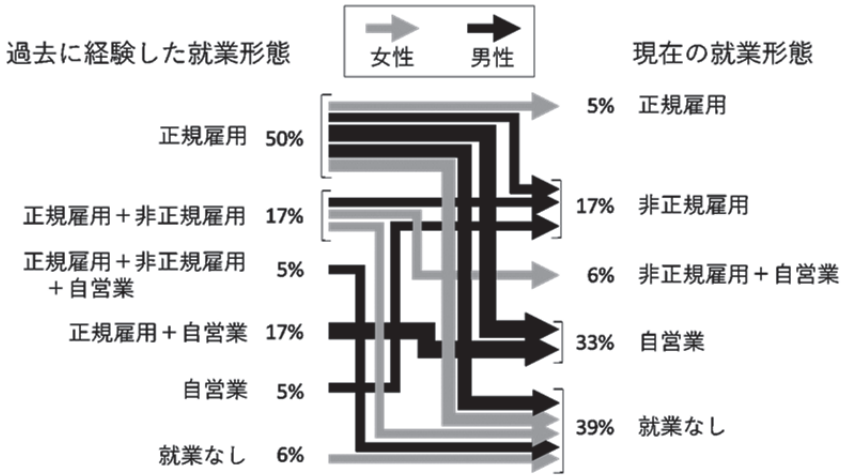 過去に経験した就業形態
女性 男性
現在の就業形態
正規雇用 50%
正規雇用+非正規雇用 17%
正規雇用+非正規雇用
+自営業 5%
正規雇用+自営業 17%
自営業 5%
就業なし 6%
5% 正規雇用
17% 非正規雇用
6% 非正規雇用+自営業
33% 自営業
39% 就業なし